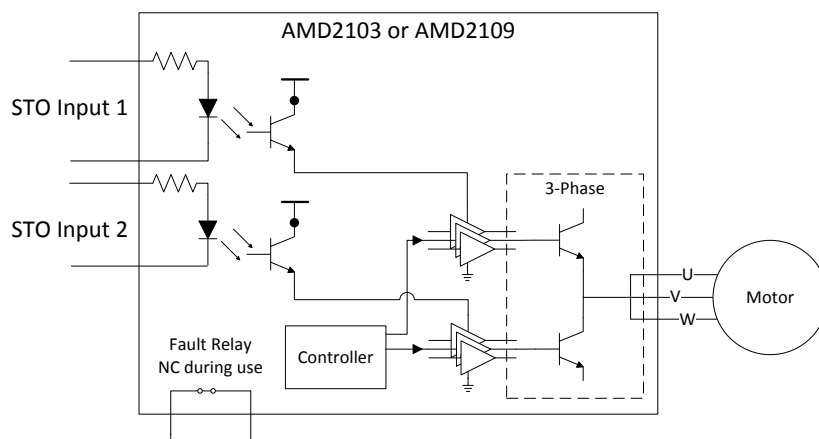 AMD2103 or AMD2109
STO Input 1
STO Input 2
3-Phase
U
V
W
Motor
Controller
Fault Relay
NC during use